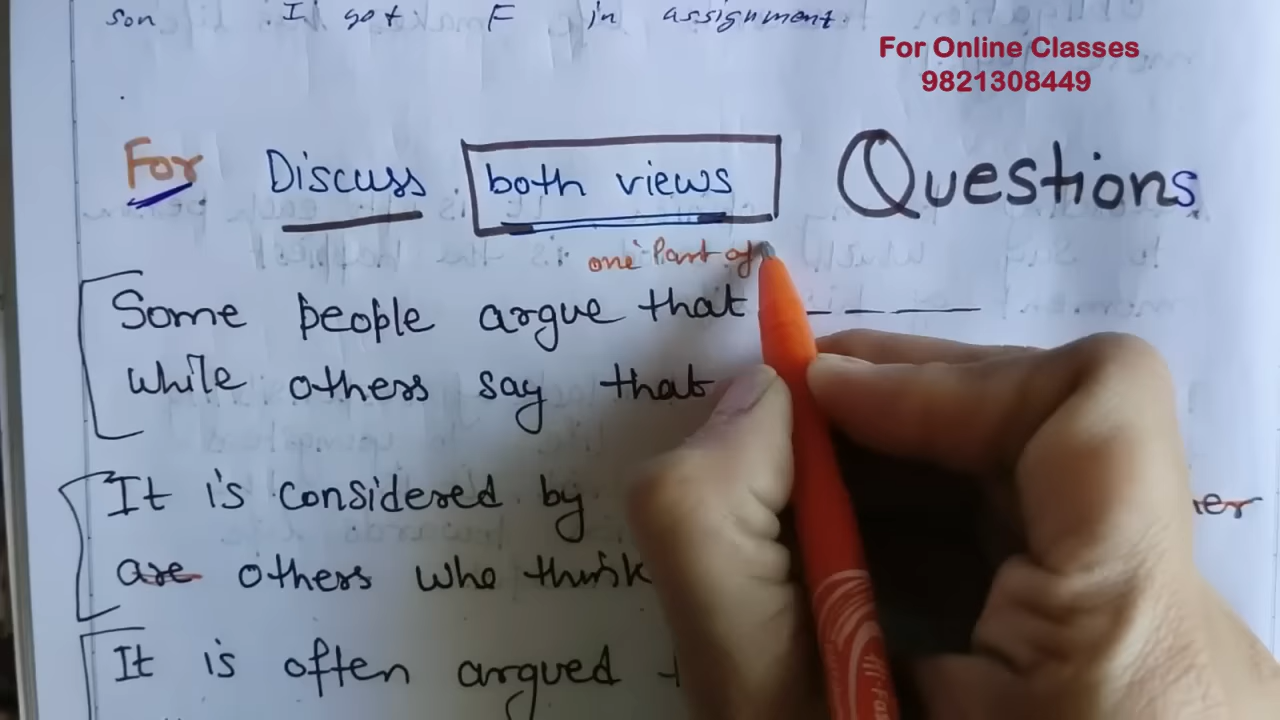 son I got F in assignment.
For Online Classes
9821308449
For Discuss both views Questions
one Part of
Some people argue that
while others say that
It is considered by
are others who think
It is often argued